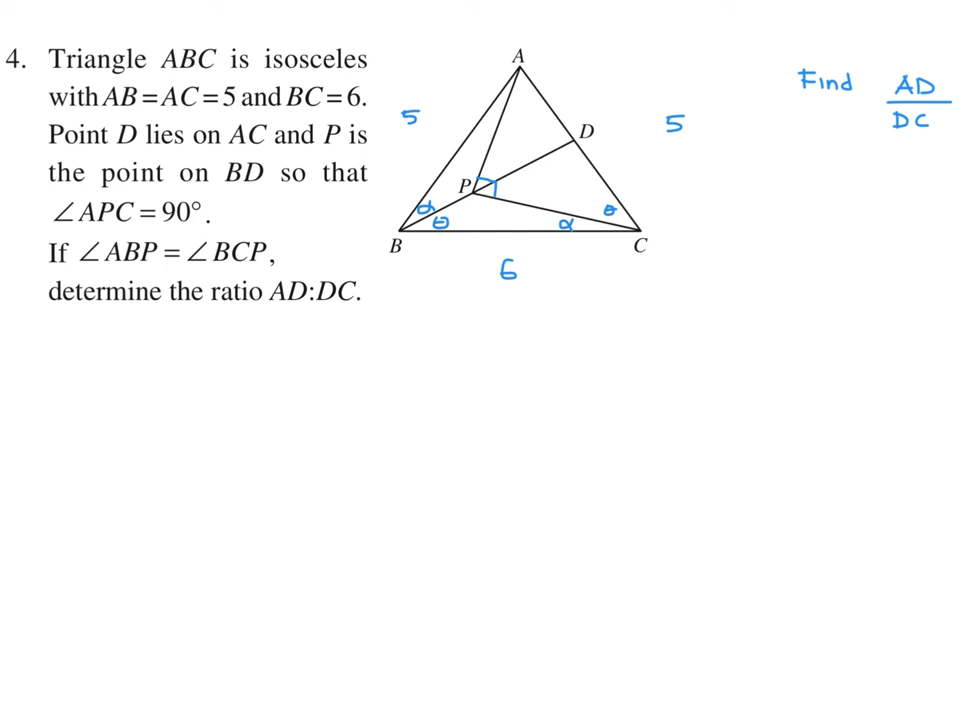 4. Triangle ABC is isosceles
with AB = AC = 5 and BC = 6.
Point D lies on AC and P is
the point on BD so that
∠APC = 90°.
If ∠ABP = ∠BCP,
determine the ratio AD:DC.
A
D
P
B
C
5
5
6
α
θ
α
θ
Find AD
DC